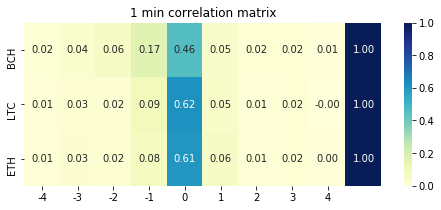 1 min correlation matrix
BCH 0.02 0.04 0.06 0.17 0.46 0.05 0.02 0.02 0.01 1.00
LTC 0.01 0.03 0.02 0.09 0.62 0.05 0.01 0.02 -0.00 1.00
ETH 0.01 0.03 0.02 0.08 0.61 0.06 0.01 0.02 0.00 1.00
-4 -3 -2 -1 0 1 2 3 4
1.0
0.8
0.6
0.4
0.2
0.0